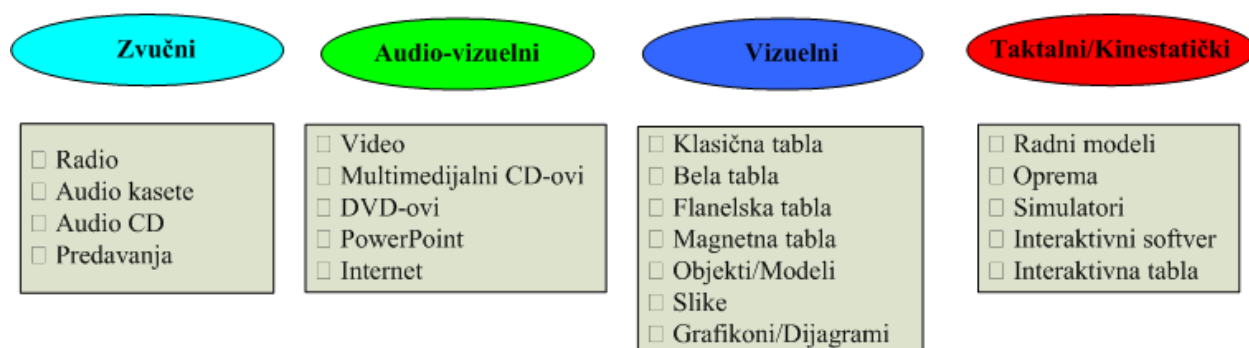 Zvučni
□ Radio
□ Audio kasete
□ Audio CD
□ Predavanja
Audio-vizuelni
□ Video
□ Multimedijalni CD-ovi
□ DVD-ovi
□ PowerPoint
□ Internet
Vizuelni
□ Klasična tabla
□ Bela tabla
□ Flanelska tabla
□ Magnetna tabla
□ Objekti/Modeli
□ Slike
□ Grafikoni/Dijagrami
Taktalni/Kinestatički
□ Radni modeli
□ Oprema
□ Simulatori
□ Interaktivni softver
□ Interaktivna tabla